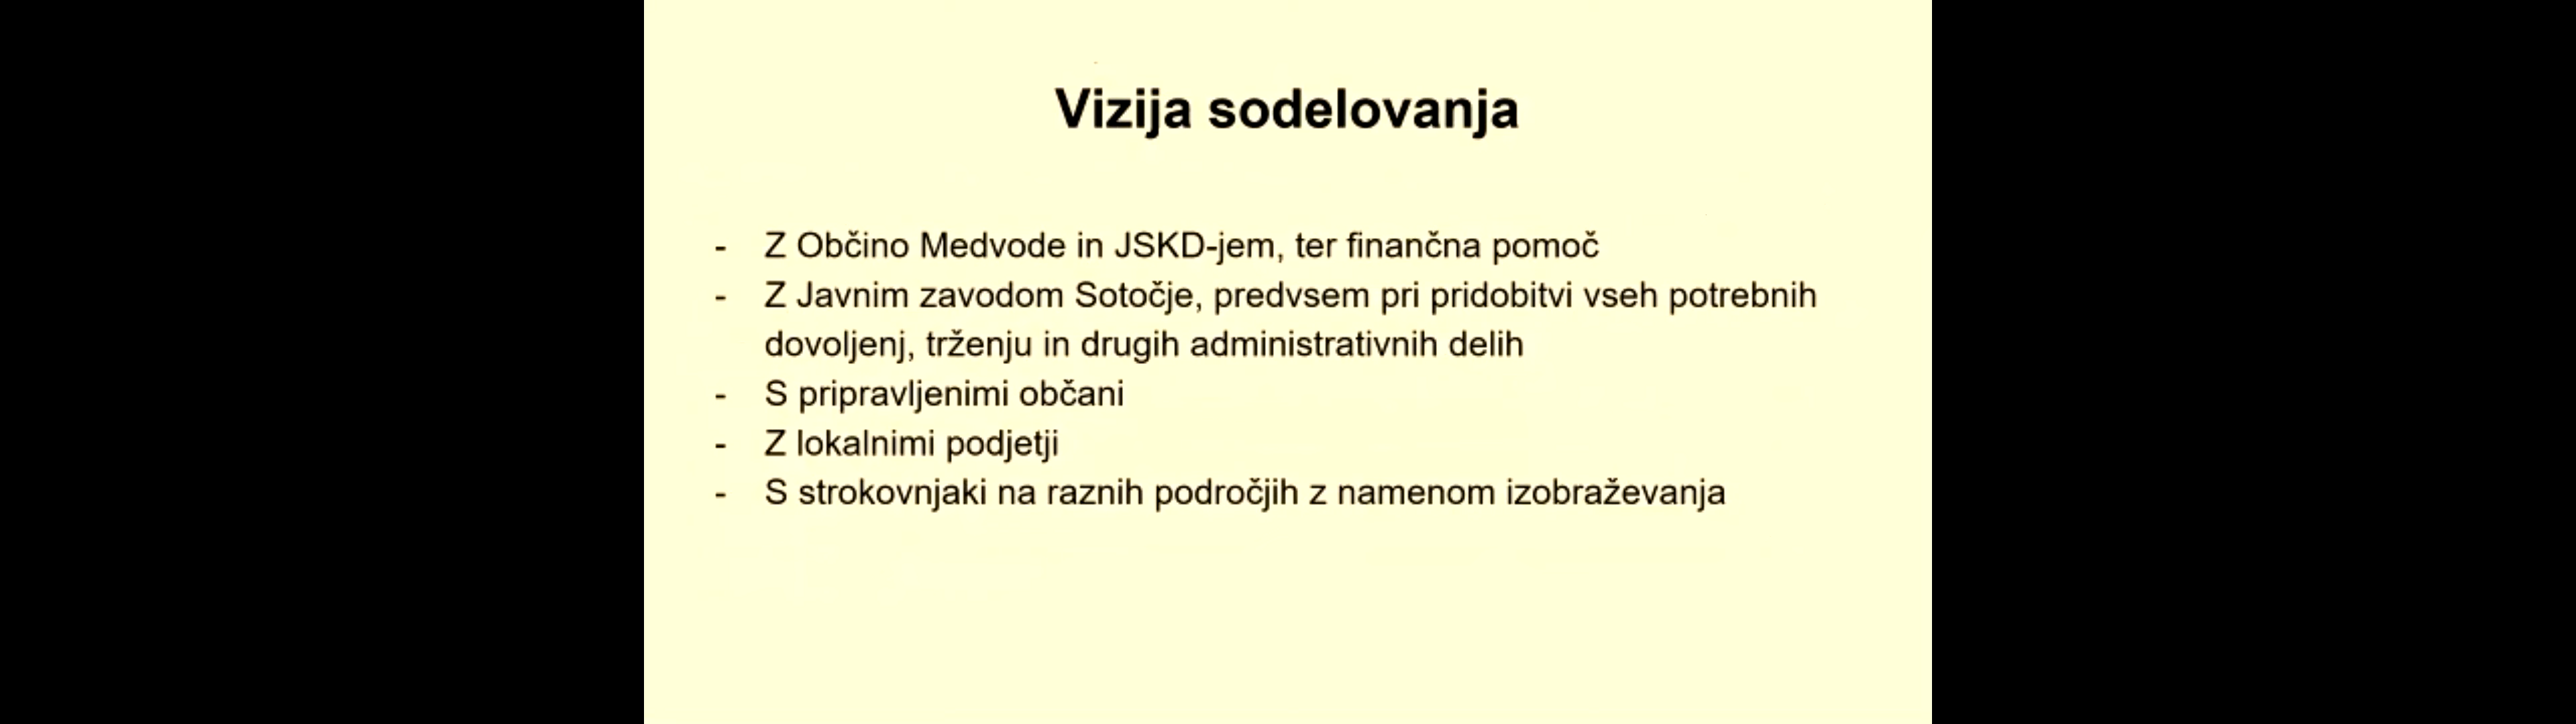 Vizija sodelovanja
- Z Občino Medvode in JSKD-jem, ter finančna pomoč
- Z Javnim zavodom Sotočje, predvsem pri pridobitvi vseh potrebnih
dovoljenj, trženju in drugih administrativnih delih
- S pripravljenimi občani
- Z lokalnimi podjetji
- S strokovnjaki na raznih področjih z namenom izobraževanja